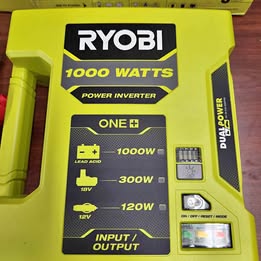 RYOBI
1000 WATTS
POWER INVERTER
ONE+
LEAD ACID
1000W
18V
300W
12V
120W
INPUT /
OUTPUT
DUAL POWER
ON / OFF / RESET / MODE